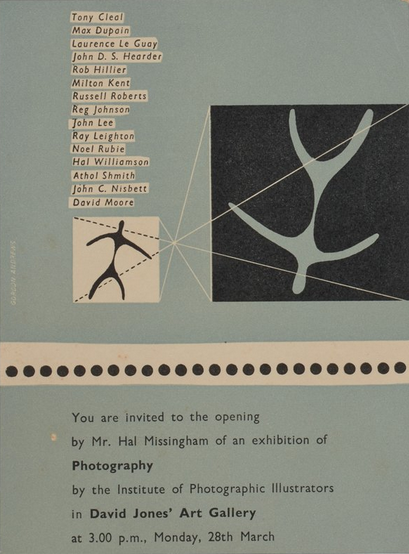 Tony Cleal
Max Dupain
Laurence Le Guay
John D. S. Hearder
Rob Hillier
Milton Kent
Russell Roberts
Reg Johnson
John Lee
Ray Leighton
Noel Rubie
Hal Williamson
Athol Shmith
John C. Nisbett
David Moore
GORDON ANDREWS
You are invited to the opening
by Mr. Hal Missingham of an exhibition of
Photography
by the Institute of Photographic Illustrators
in David Jones' Art Gallery
at 3.00 p.m., Monday, 28th March